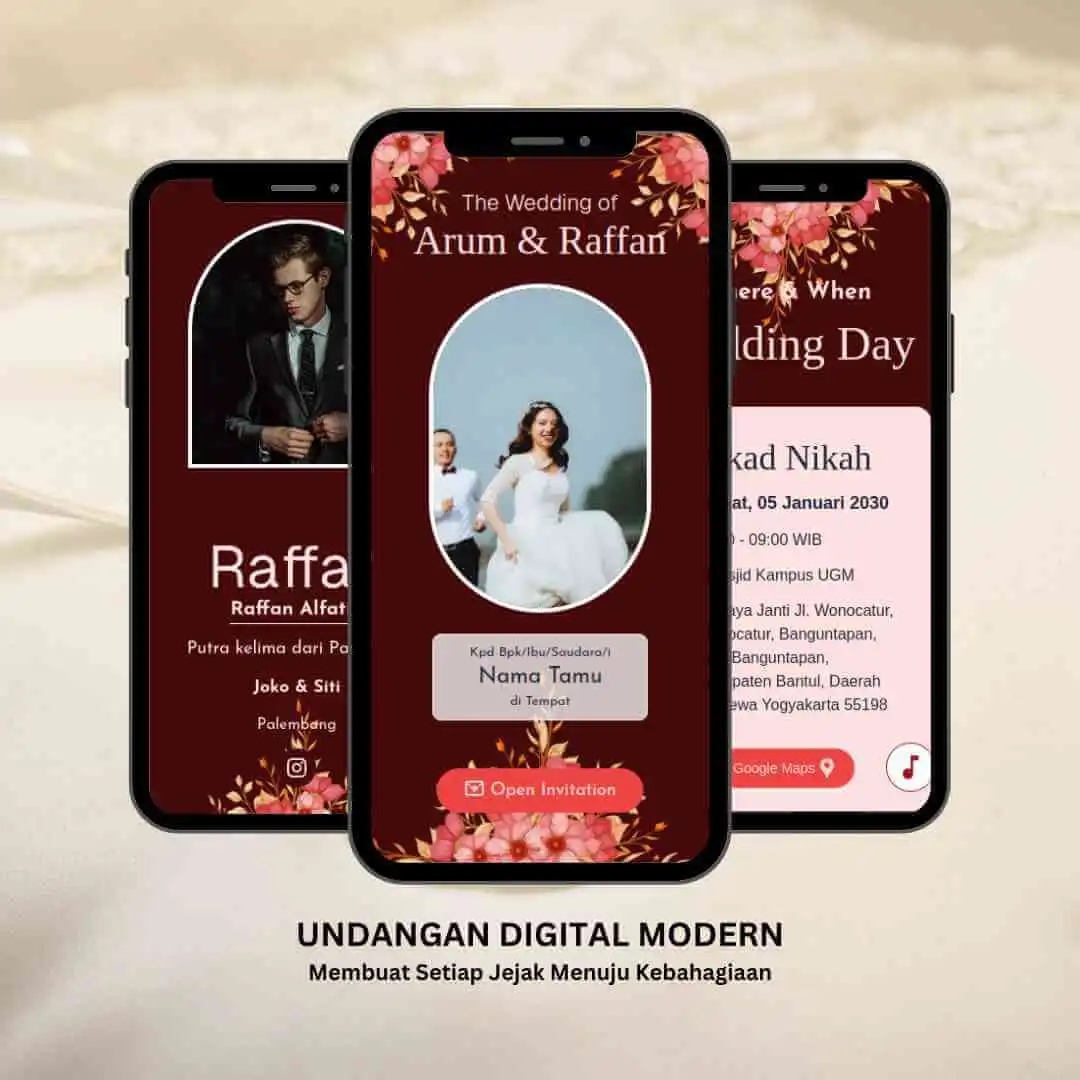 The Wedding of
Arum & Raffan
Kpd Bpk/Ibu/Saudara/i
Nama Tamu
di Tempat
Open Invitation
Raffa
Raffan Alfat
Putra kelima dari Pa
Joko & Siti
Palembang
ere & When
lding Day
kad Nikah
at, 05 Januari 2030
- 09:00 WIB
sjid Kampus UGM
aya Janti Jl. Wonocatur,
ocatur, Banguntapan,
Banguntapan,
paten Bantul, Daerah
ewa Yogyakarta 55198
Google Maps
UNDANGAN DIGITAL MODERN
Membuat Setiap Jejak Menuju Kebahagiaan